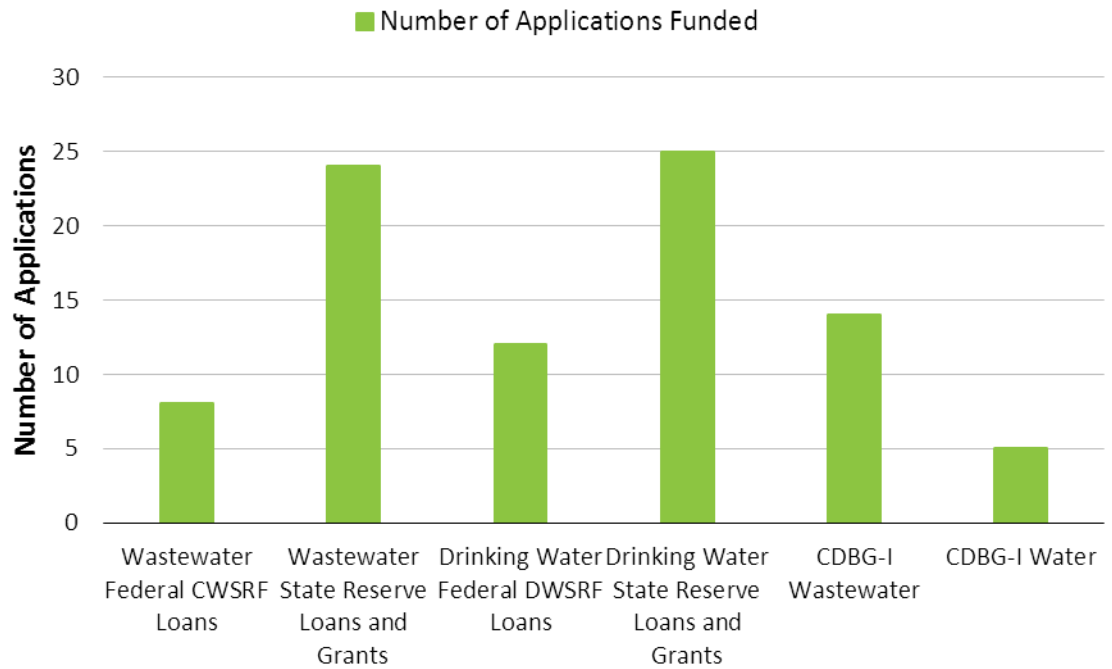 Number of Applications Funded
30
25
20
15
10
5
0
Number of Applications
Wastewater
Federal CWSRF
Loans
Wastewater
State Reserve
Loans and
Grants
Drinking Water
Federal DWSRF
Loans
Drinking Water
State Reserve
Loans and
Grants
CDBG-I
Wastewater
CDBG-I Water